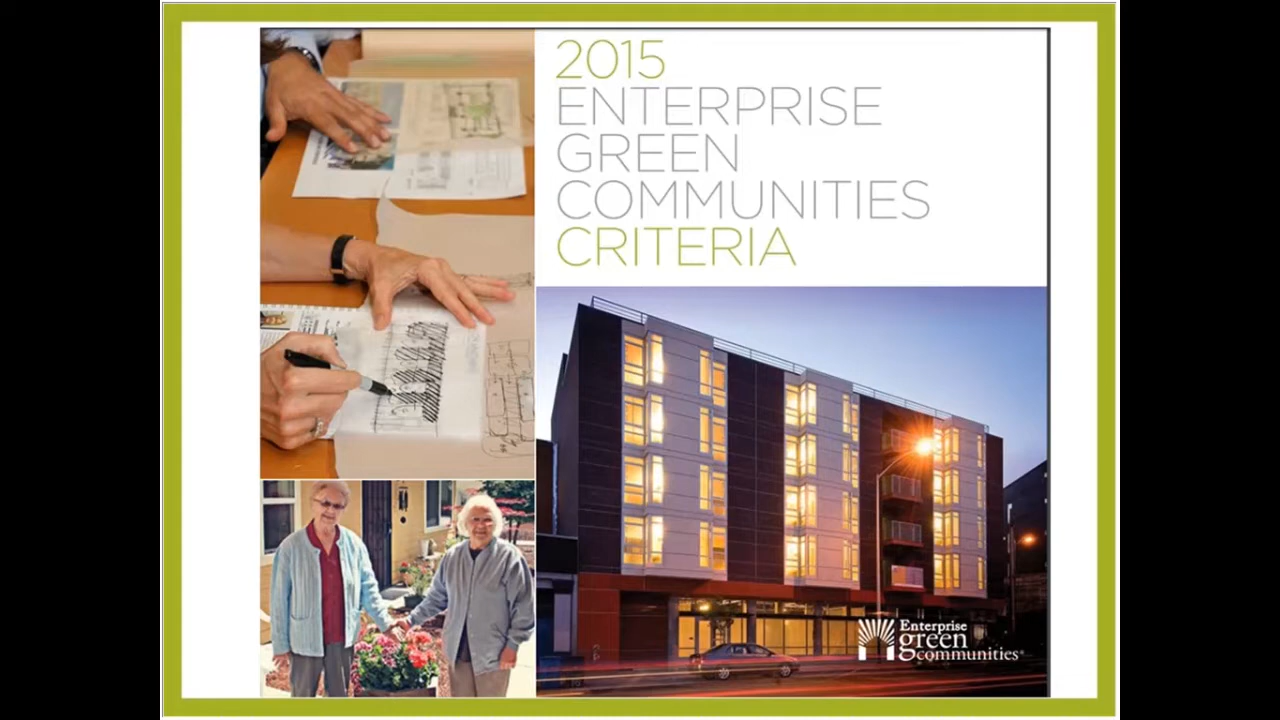 2015
ENTERPRISE
GREEN
COMMUNITIES
CRITERIA
Enterprise
green
communities®